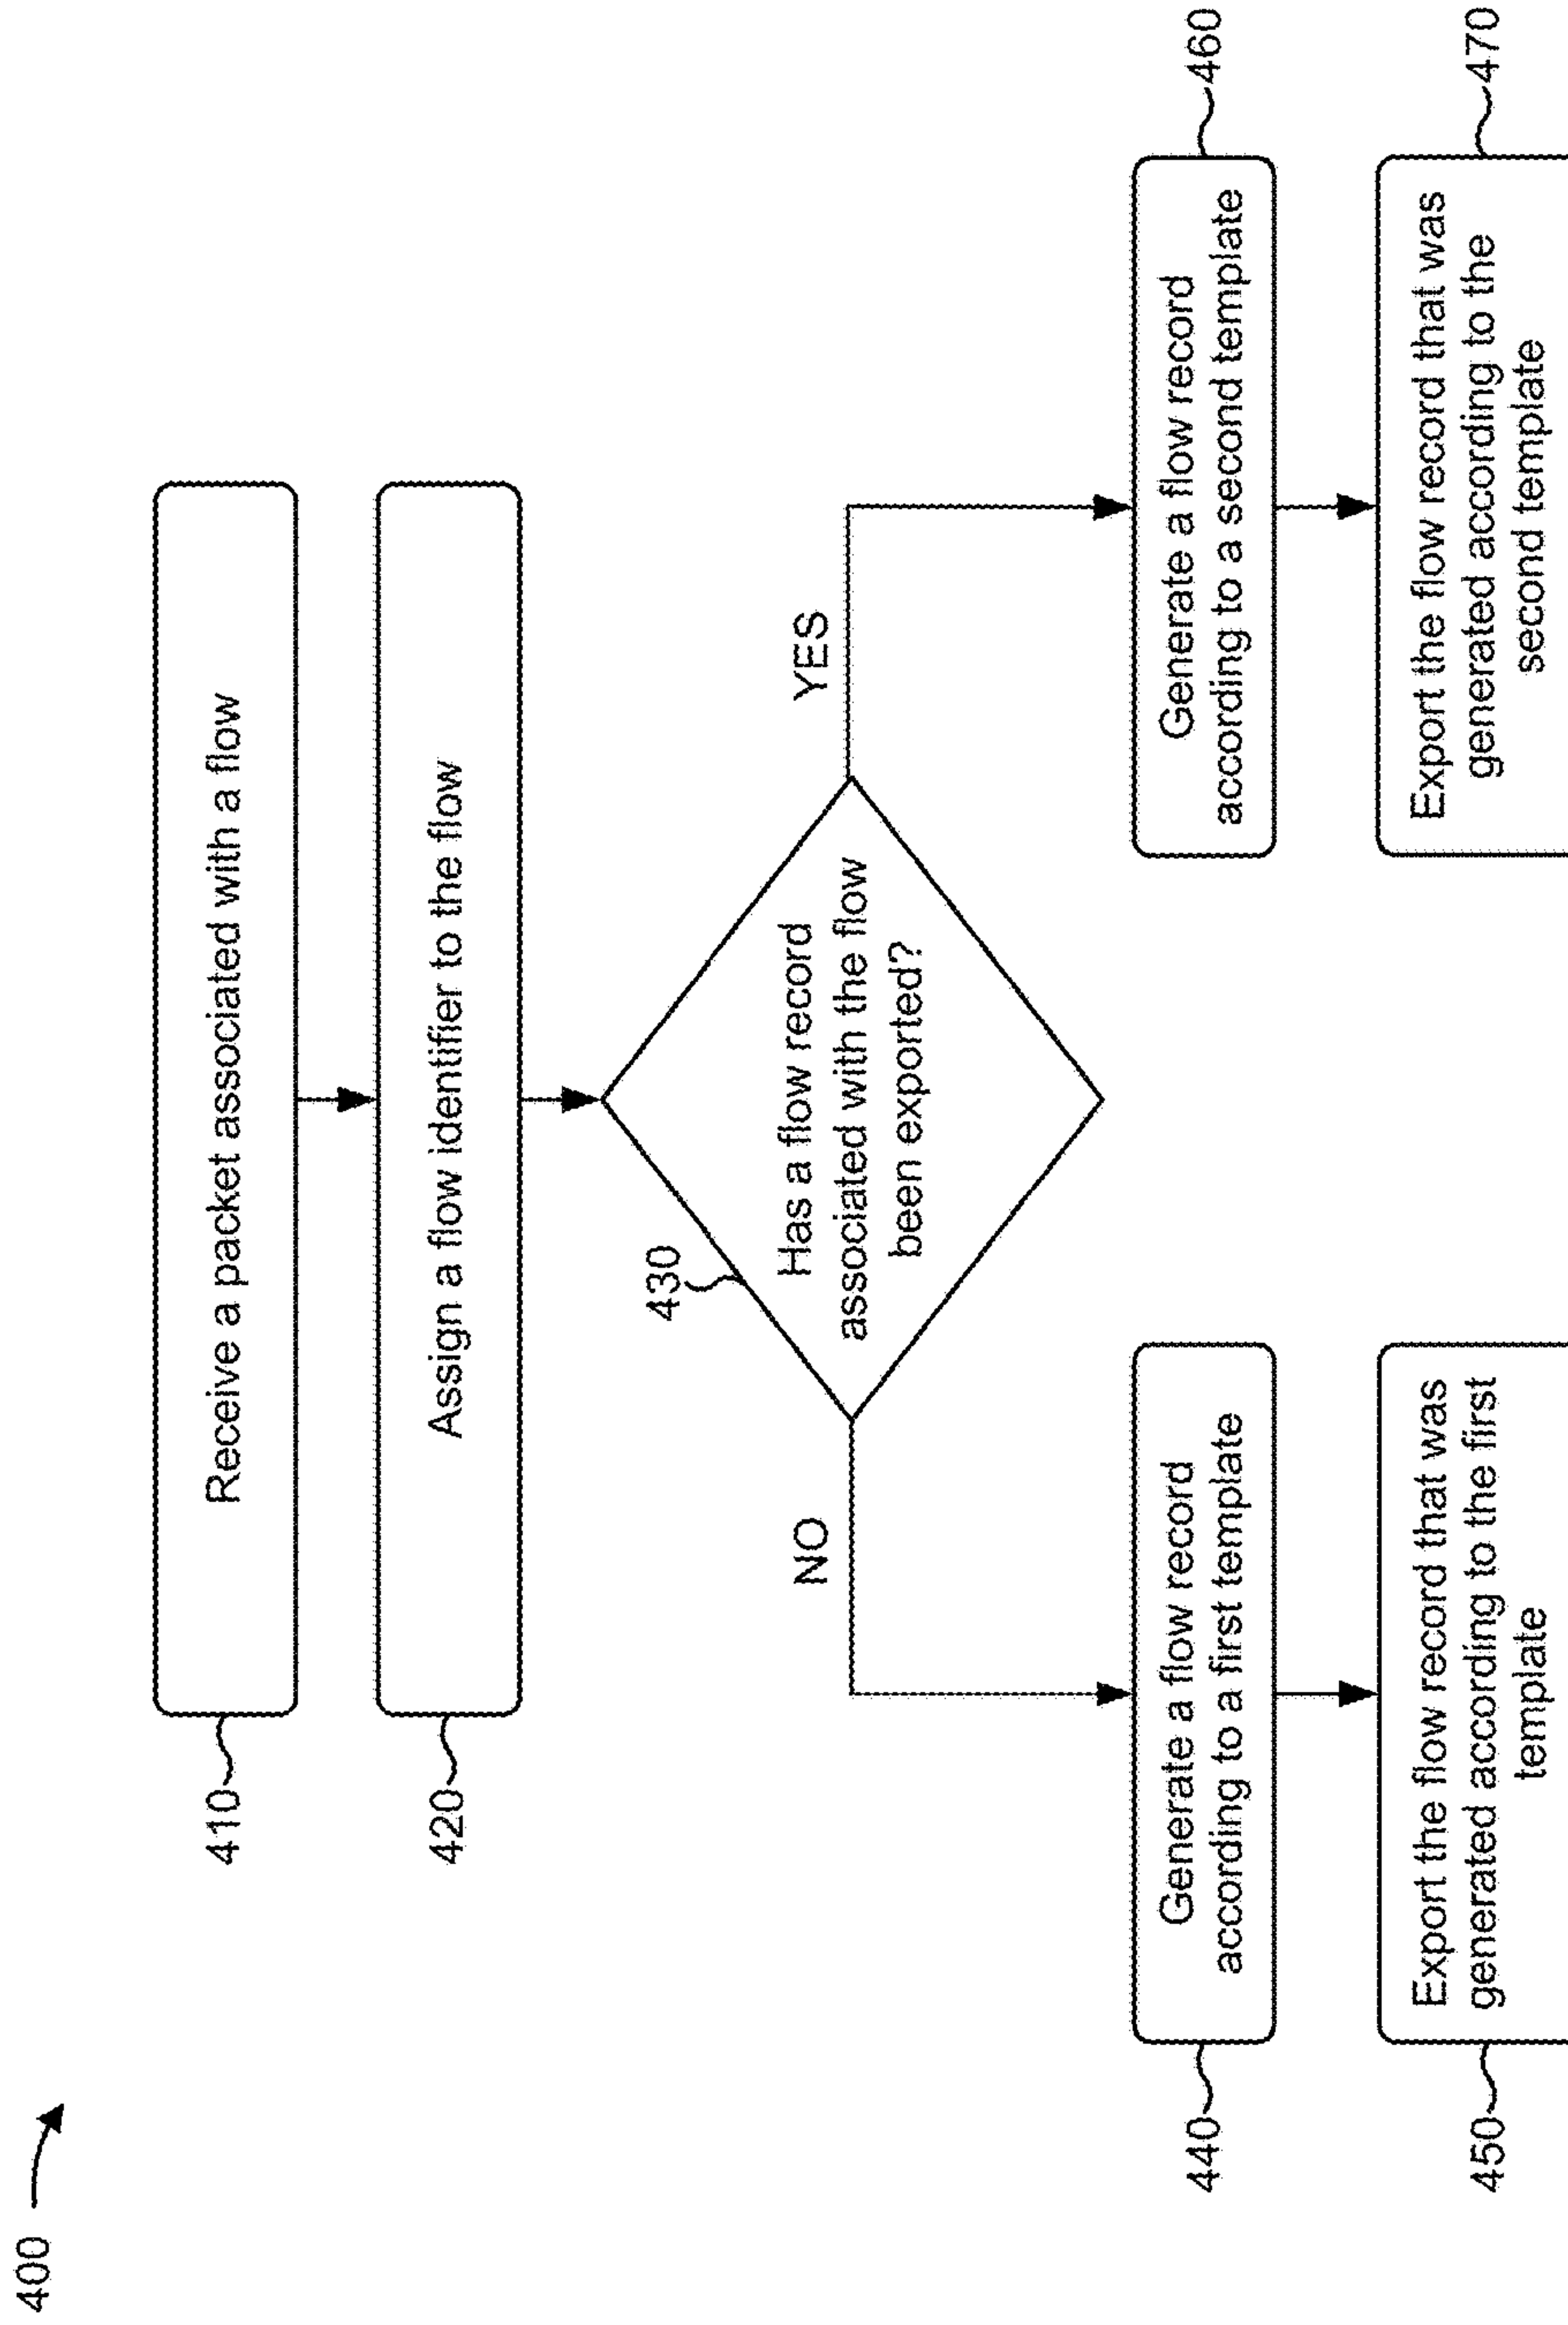 400
410
Receive a packet associated with a flow
420
Assign a flow identifier to the flow
430
Has a flow record
associated with the flow
been exported?
NO
YES
440
Generate a flow record
according to a first template
Generate a flow record
according to a second template
460
450
Export the flow record that was
generated according to the first
template
Export the flow record that was
generated according to the
second template
470